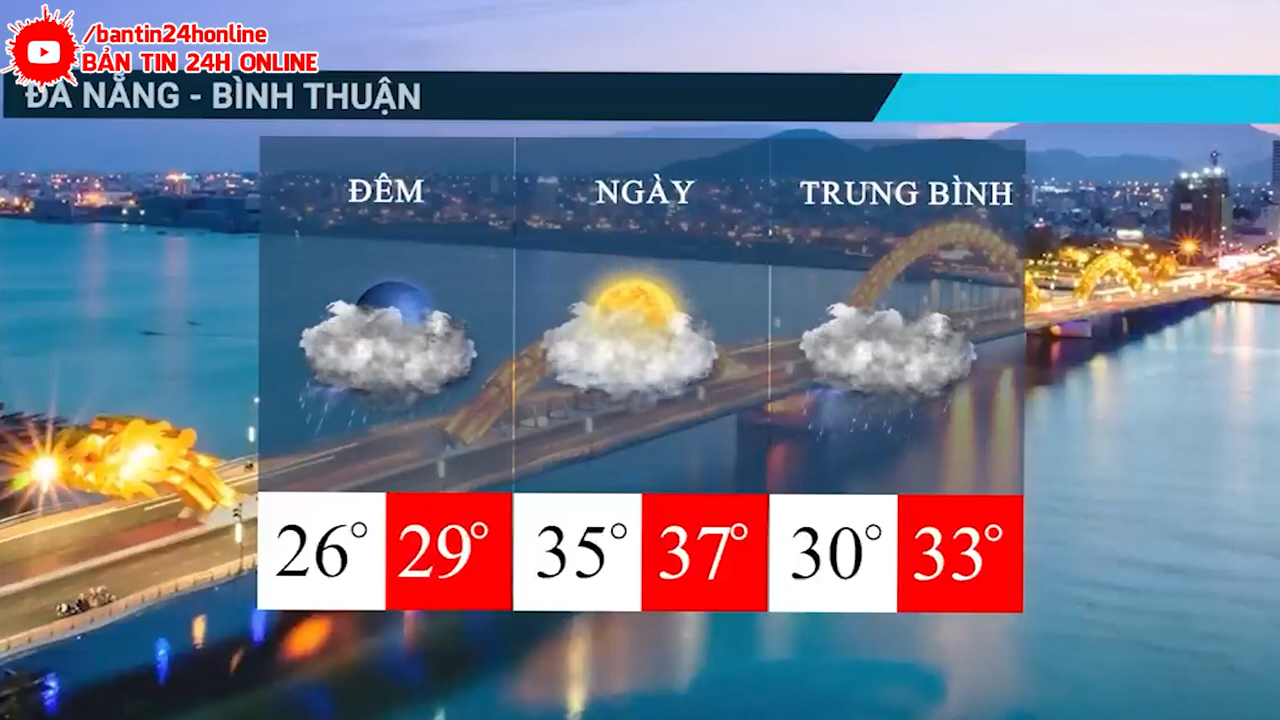 /bantin24honline
BẢN TIN 24H ONLINE
ĐÀ NẴNG - BÌNH THUẬN
ĐÊM NGÀY TRUNG BÌNH
26° 29° 35° 37° 30° 33°